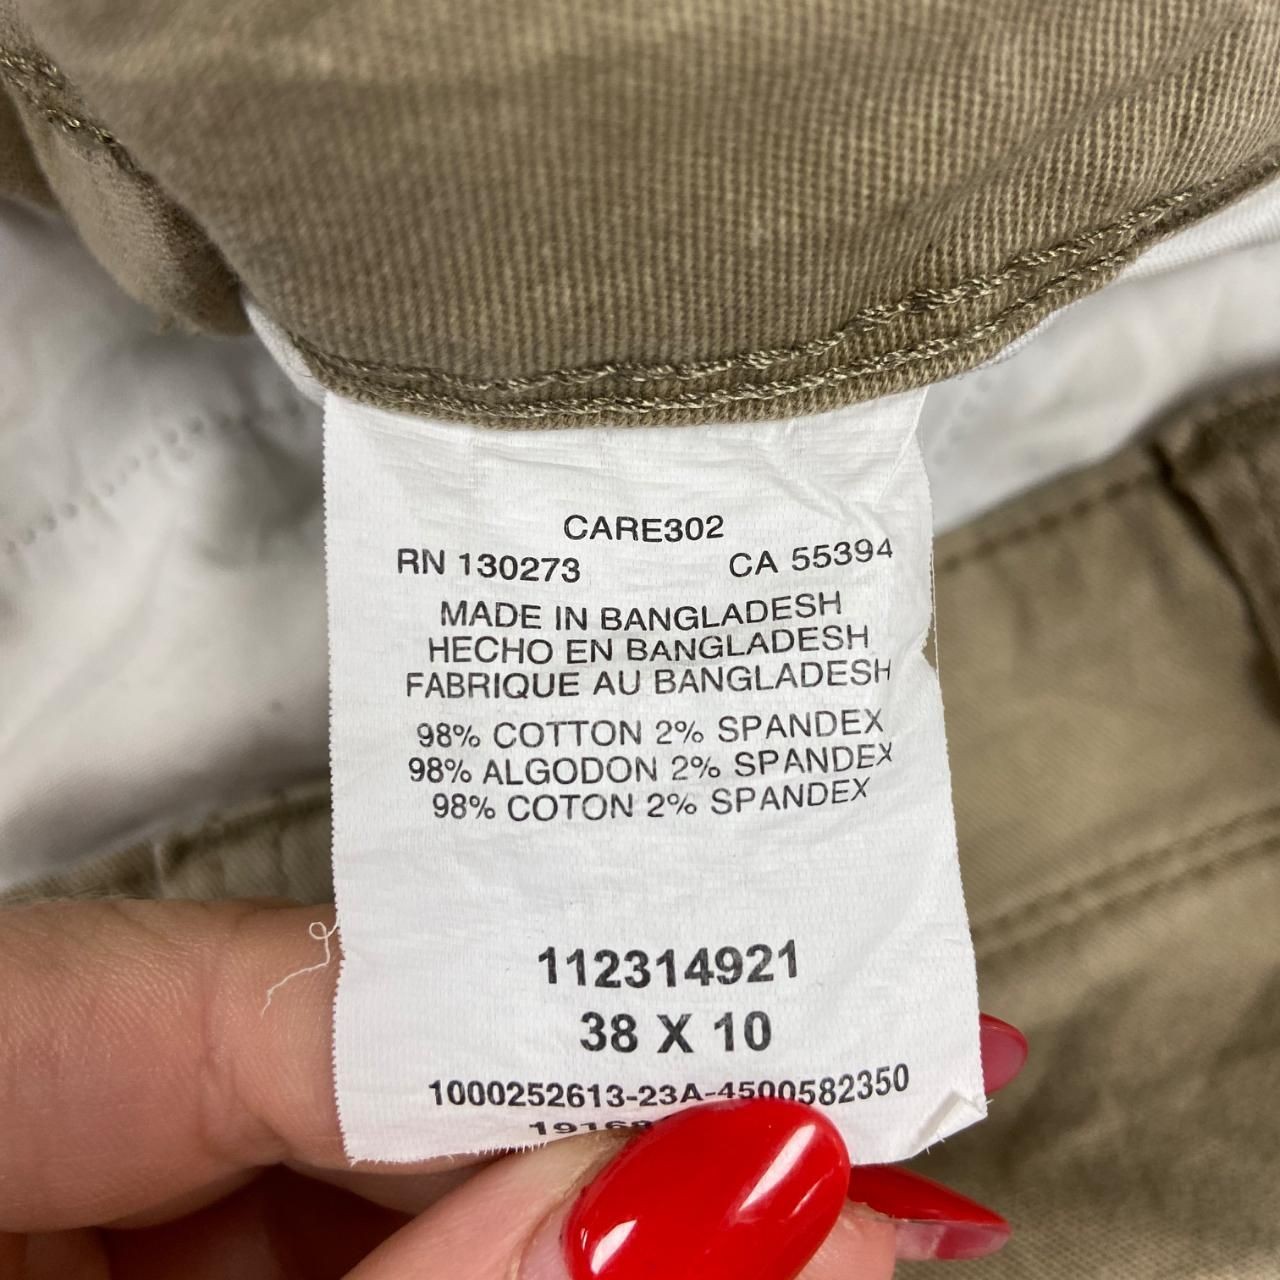 CARE302
RN 130273 CA 55394
MADE IN BANGLADESH
HECHO EN BANGLADESH
FABRIQUE AU BANGLADESH
98% COTTON 2% SPANDEX
98% ALGODON 2% SPANDEX
98% COTON 2% SPANDEX
112314921
38 X 10
1000252613-23A-4500582350